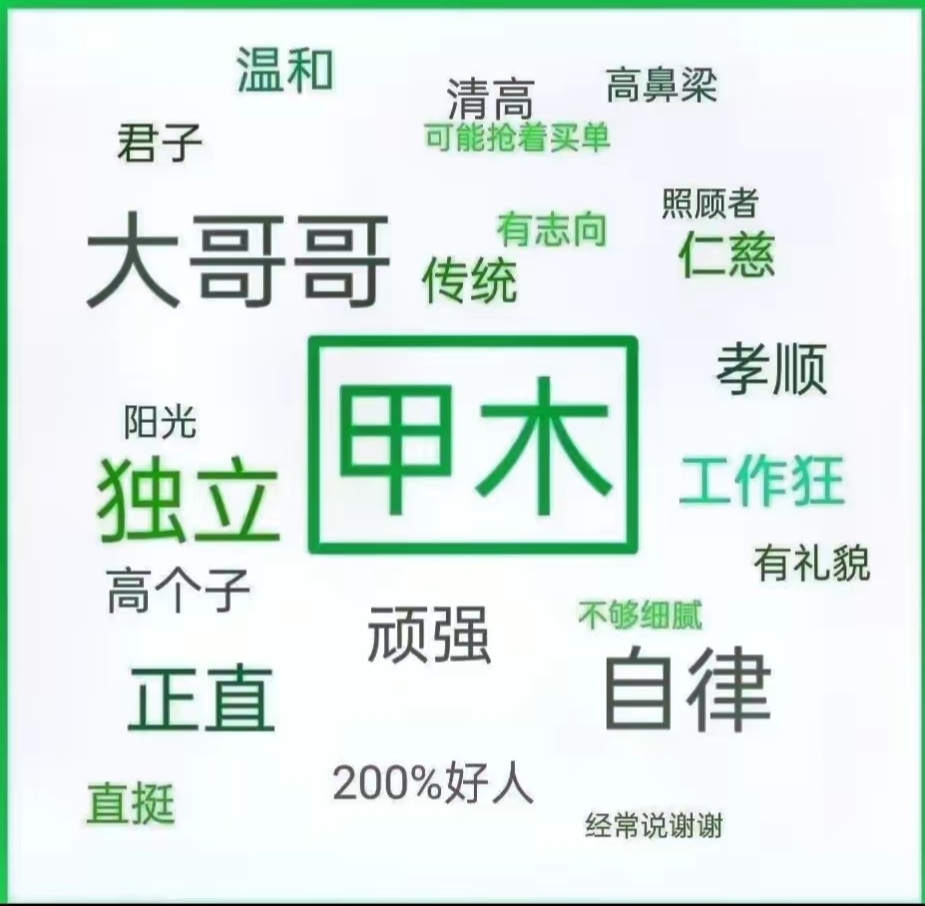 温和
清高
高鼻梁
君子
可能抢着买单
大哥哥
有志向
照顾者
传统
仁慈
孝顺
甲木
阳光
独立
工作狂
高个子
有礼貌
顽强
不够细腻
正直
自律
200%好人
直挺
经常说谢谢